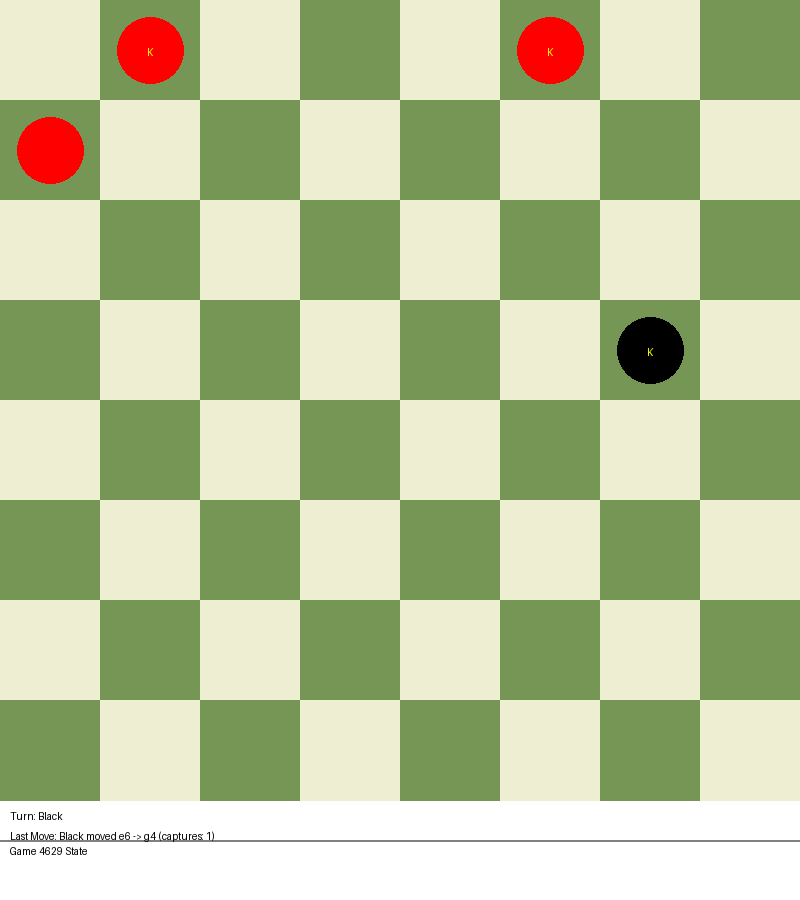 K
K
K
Turn: Black
Last Move: Black moved e6 -> g4 (captures: 1)
Game 4629 State